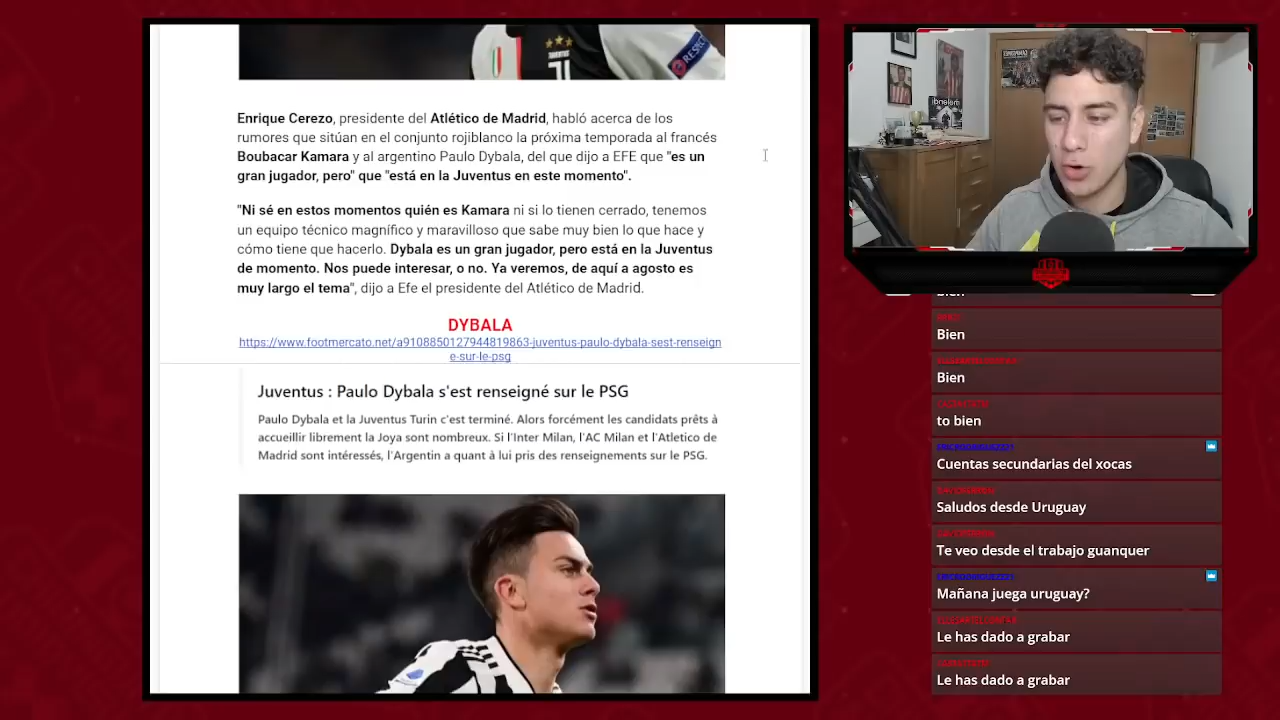 RESPECT
Enrique Cerezo, presidente del Atlético de Madrid, habló acerca de los
rumores que sitúan en el conjunto rojiblanco la próxima temporada al francés
Boubacar Kamara y al argentino Paulo Dybala, del que dijo a EFE que "es un
gran jugador, pero" que "está en la Juventus en este momento".
"Ni sé en estos momentos quién es Kamara ni si lo tienen cerrado, tenemos
un equipo técnico magnífico y maravilloso que sabe muy bien lo que hace y
cómo tiene que hacerlo. Dybala es un gran jugador, pero está en la Juventus
de momento. Nos puede interesar, o no. Ya veremos, de aquí a agosto es
muy largo el tema", dijo a Efe el presidente del Atlético de Madrid.
DYBALA
https://www.footmercato.net/a9108850127944819863-juventus-paulo-dybala-sest-renseign
e-sur-le-psg
Juventus : Paulo Dybala s'est renseigné sur le PSG
Paulo Dybala et la Juventus Turin c'est terminé. Alors forcément les candidats prêts à
accueillir librement la Joya sont nombreux. Si l'Inter Milan, l'AC Milan et l'Atletico de
Madrid sont intéressés, l'Argentin a quant à lui pris des renseignements sur le PSG.
bien
Bien
Bien
to bien
Cuentas secundarias del xocas
Saludos desde Uruguay
Te veo desde el trabajo guanquer
Mañana juega uruguay?
Le has dado a grabar
Le has dado a grabar